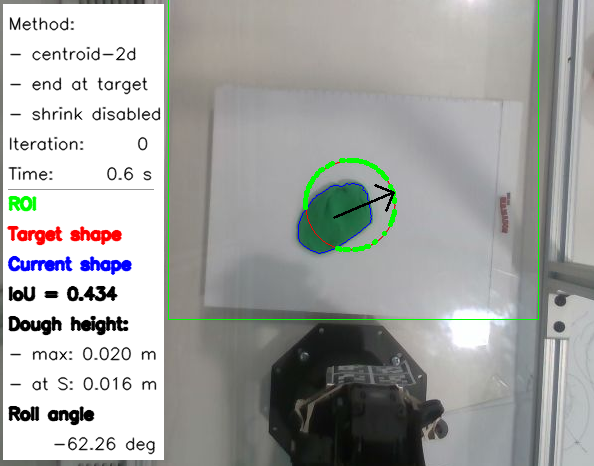 Method:
- centroid-2d
- end at target
- shrink disabled
Iteration: 0
Time: 0.6 s
ROI
Target shape
Current shape
IoU = 0.434
Dough height:
- max: 0.020 m
- at S: 0.016 m
Roll angle
-62.26 deg